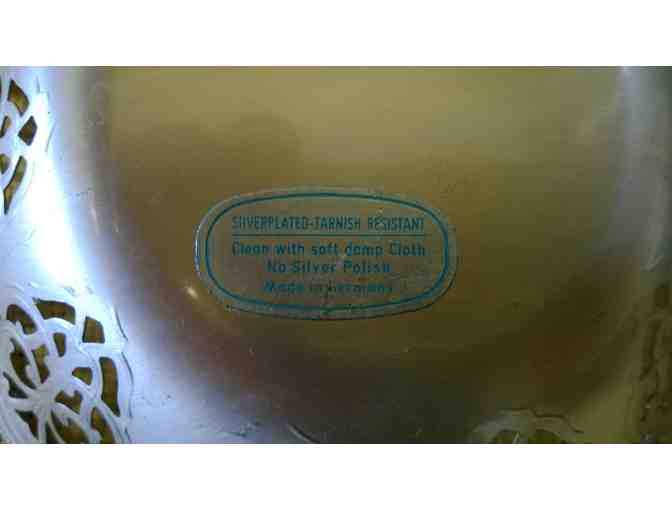 SILVERPLATED-TARNISH RESISTANT
Clean with soft damp Cloth
No Silver Polish
Made in Germany